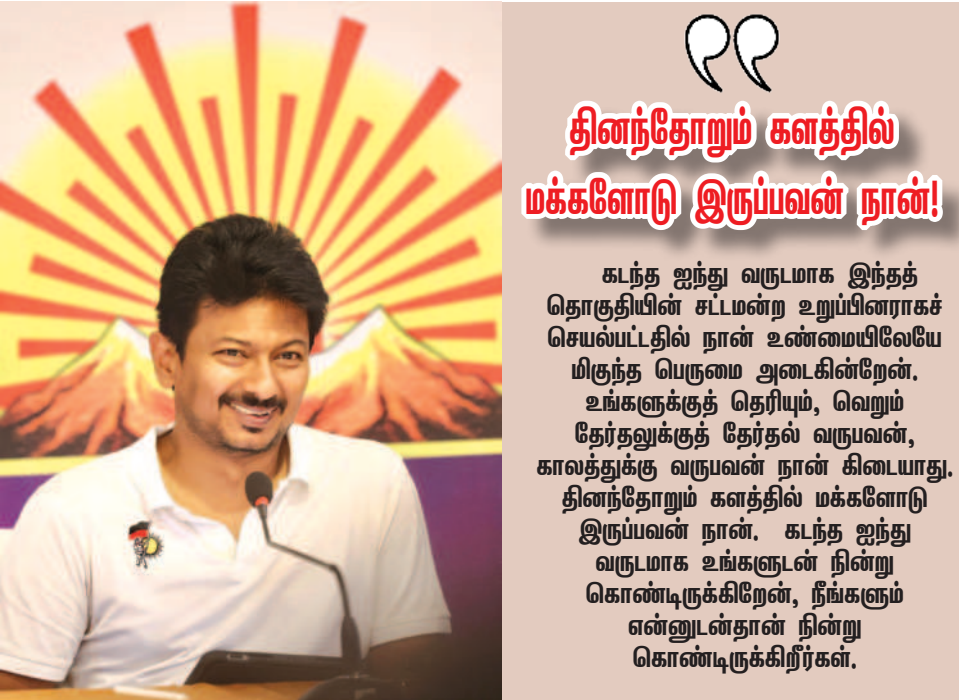 தினந்தோறும் களத்தில்
மக்களோடு இருப்பவன் நான்!
கடந்த ஐந்து வருடமாக இந்தத்
தொகுதியின் சட்டமன்ற உறுப்பினராகச்
செயல்பட்டதில் நான் உண்மையிலேயே
மிகுந்த பெருமை அடைகின்றேன்.
உங்களுக்குத் தெரியும், வெறும்
தேர்தலுக்குத் தேர்தல் வருபவன்,
காலத்துக்கு வருபவன் நான் கிடையாது.
தினந்தோறும் களத்தில் மக்களோடு
இருப்பவன் நான். கடந்த ஐந்து
வருடமாக உங்களுடன் நின்று
கொண்டிருக்கிறேன், நீங்களும்
என்னுடன்தான் நின்று
கொண்டிருக்கிறீர்கள்.